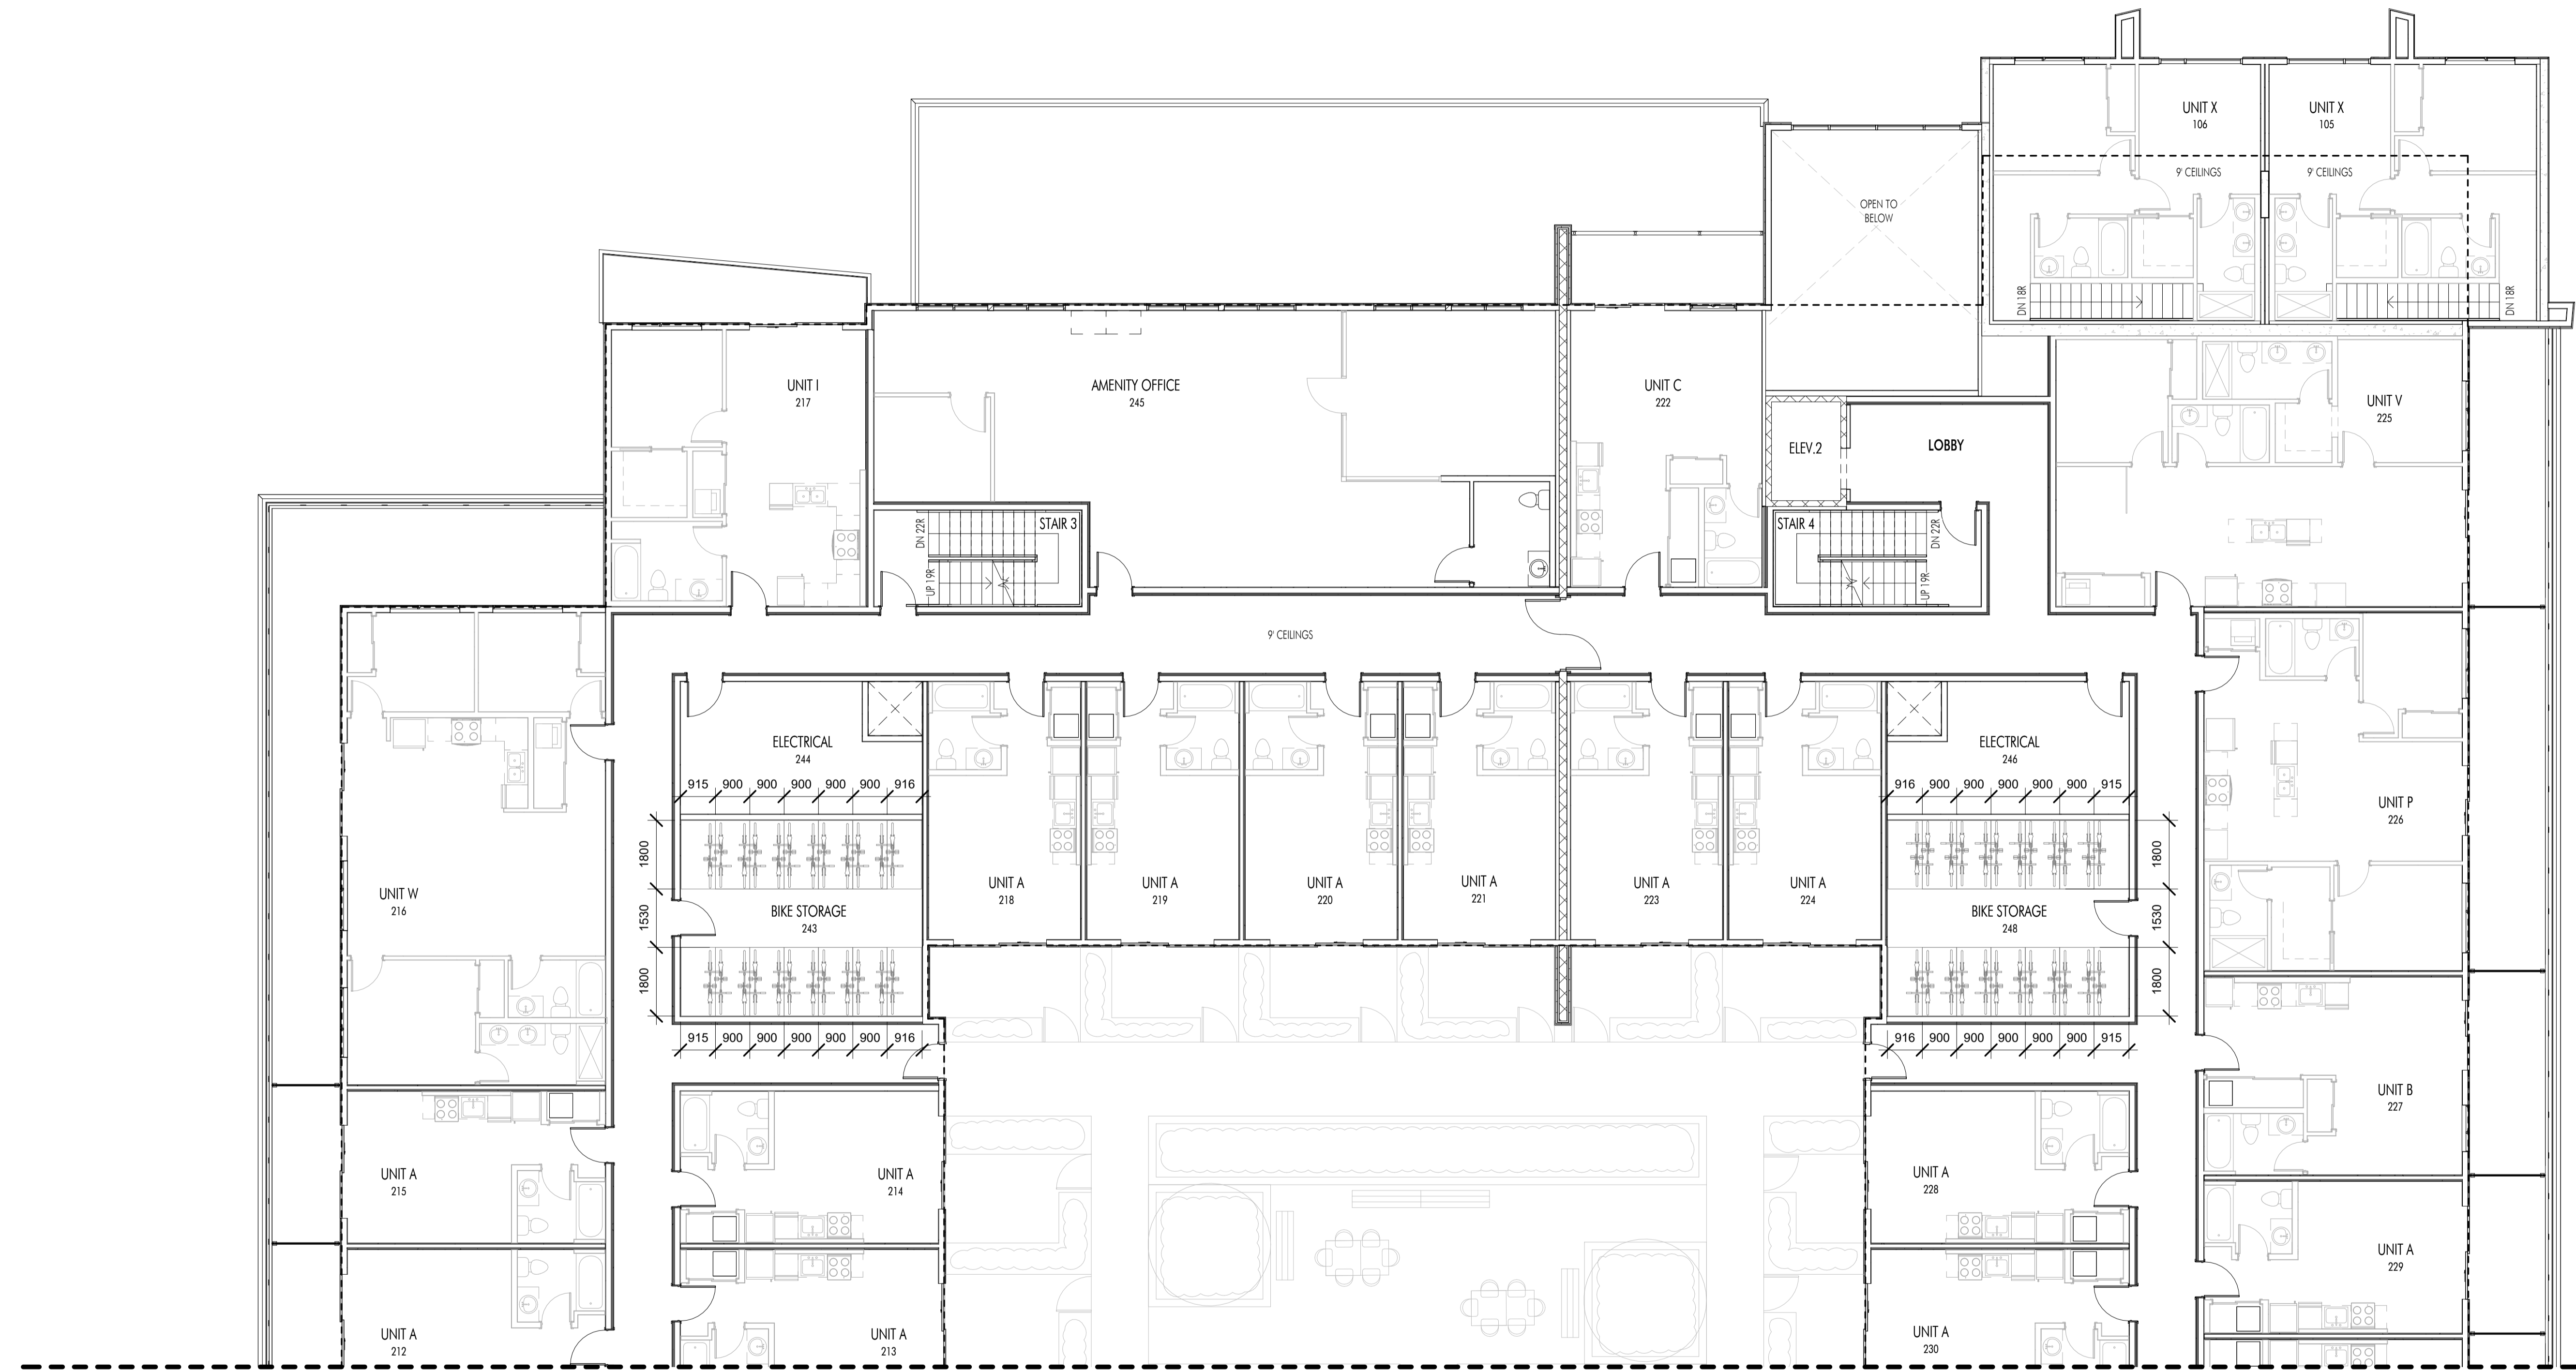 UNIT X
106
UNIT X
105
9' CEILINGS
9' CEILINGS
OPEN TO
BELOW
DN 18R
DN 18R
UNIT I
217
AMENITY OFFICE
245
UNIT C
222
UNIT V
225
ELEV.2
LOBBY
STAIR 3
DN 22R
UP 19R
STAIR 4
DN 22R
UP 19R
9' CEILINGS
ELECTRICAL
244
915 900 900 900 900 900 916
ELECTRICAL
246
916 900 900 900 900 900 915
UNIT P
226
1800
1530
1800
BIKE STORAGE
243
915 900 900 900 900 900 916
UNIT W
216
UNIT A
218
UNIT A
219
UNIT A
220
UNIT A
221
UNIT A
223
UNIT A
224
BIKE STORAGE
248
1800
1530
1800
916 900 900 900 900 900 915
UNIT B
227
UNIT A
215
UNIT A
214
UNIT A
228
UNIT A
229
UNIT A
212
UNIT A
213
UNIT A
230